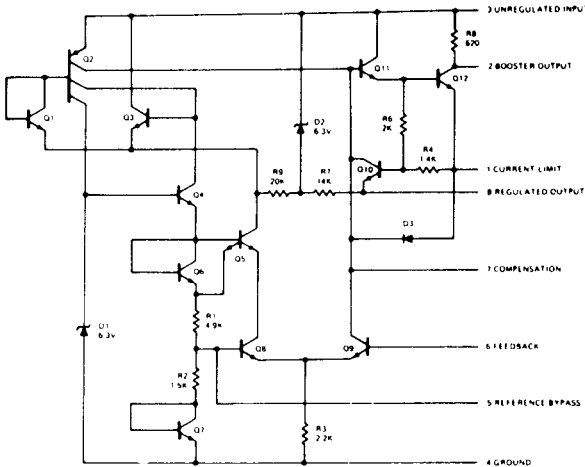 3 UNREGULATED INPUT
R8
620
Q2
Q11
Q12
2 BOOSTER OUTPUT
Q1
Q3
D2
6.3V
R6
2K
R4
1.4K
Q10
1 CURRENT LIMIT
R9
20K
R7
14K
8 REGULATED OUTPUT
Q4
Q5
D3
Q6
7 COMPENSATION
R1
4.9K
D1
6.3V
Q8
Q9
6 FEEDBACK
R2
1.5K
5 REFERENCE BYPASS
Q7
R3
2.2K
4 GROUND